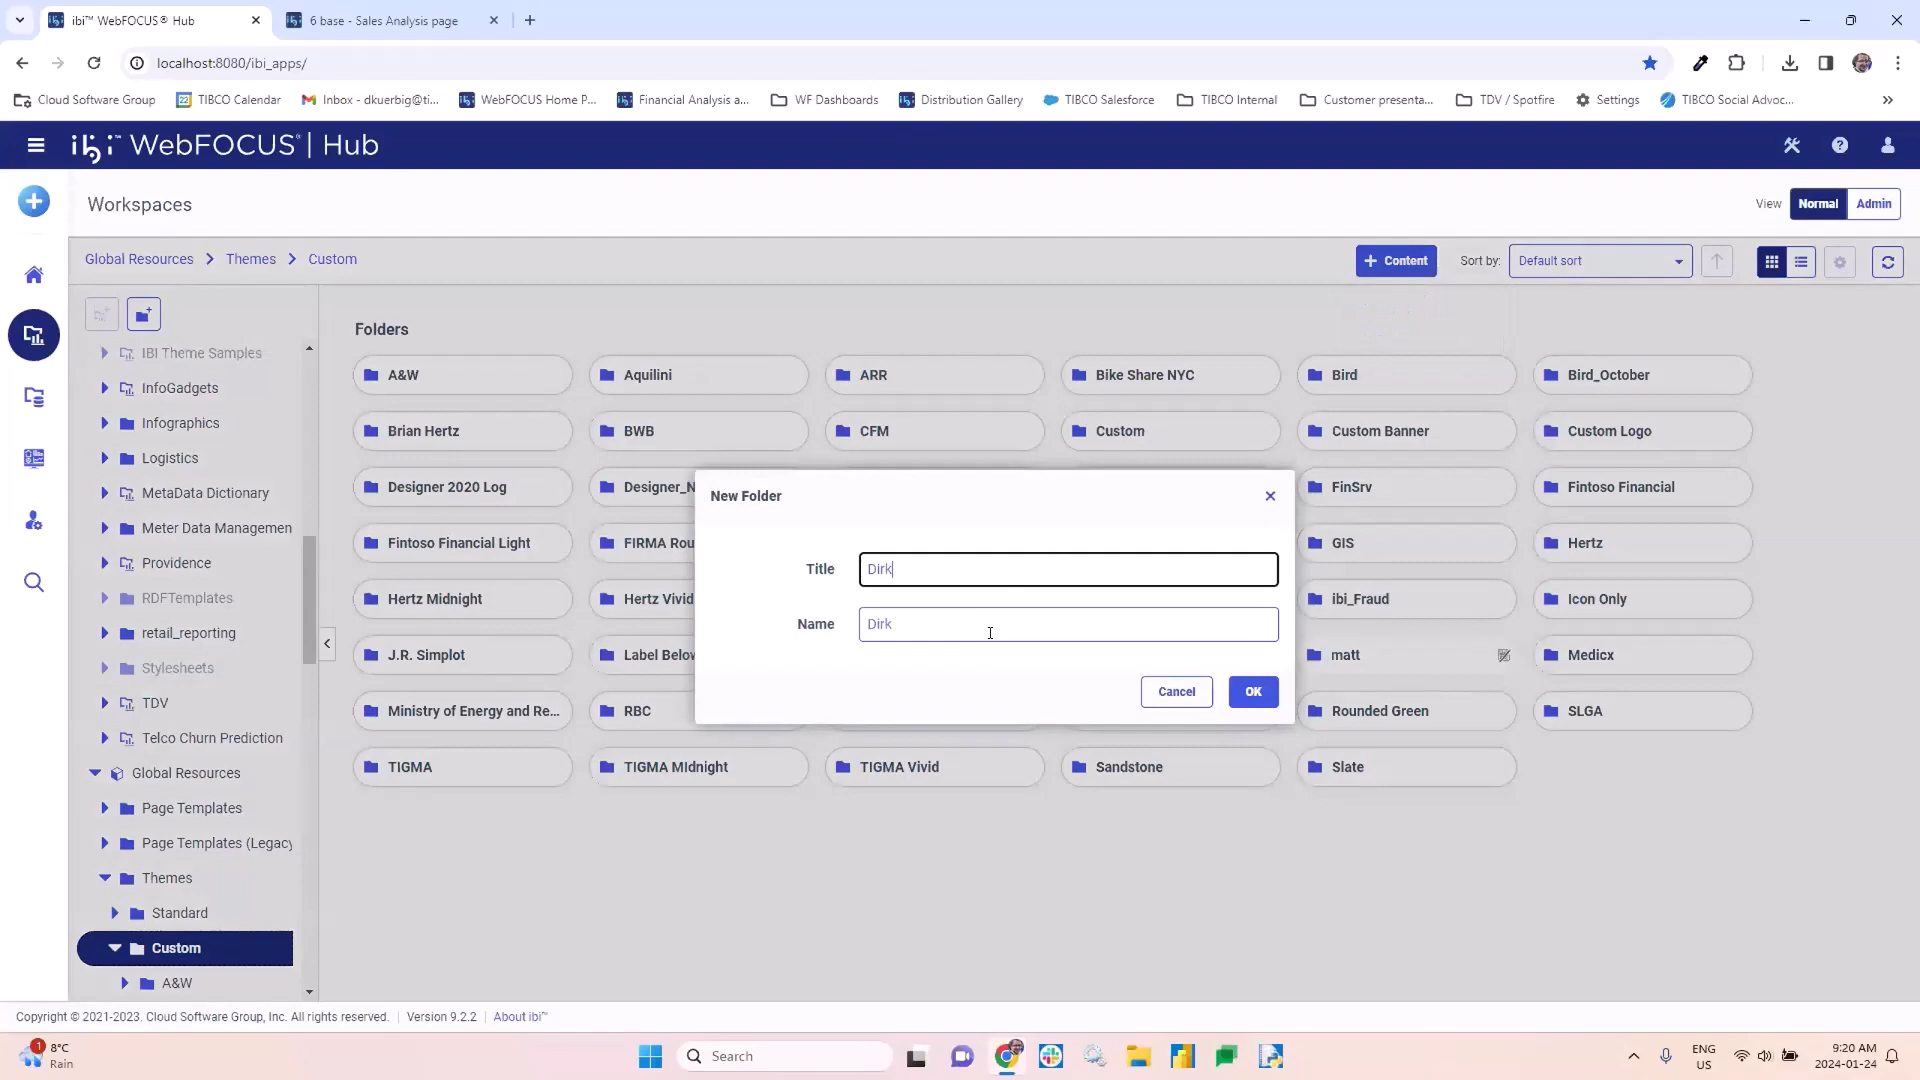 ibi™ WebFOCUS® Hub
6 base - Sales Analysis page
localhost:8080/ibi_apps/
Cloud Software Group
TIBCO Calendar
Inbox - dkuerbig@ti...
WebFOCUS Home P...
Financial Analysis a...
WF Dashboards
Distribution Gallery
TIBCO Salesforce
TIBCO Internal
Customer presenta...
TDV / Spotfire
Settings
TIBCO Social Advoc...
ibi™ WebFOCUS® | Hub
Workspaces
View Normal Admin
Global Resources > Themes > Custom
+ Content
Sort by: Default sort
IBI Theme Samples
InfoGadgets
Infographics
Logistics
MetaData Dictionary
Meter Data Managemen
Providence
RDFTemplates
retail_reporting
Stylesheets
TDV
Telco Churn Prediction
Global Resources
Page Templates
Page Templates (Legacy
Themes
Standard
Custom
A&W
Folders
A&W
Aquilini
ARR
Bike Share NYC
Bird
Bird_October
Brian Hertz
BWB
CFM
Custom
Custom Banner
Custom Logo
Designer 2020 Log
Designer_N
FinSrv
Fintoso Financial
Fintoso Financial Light
FIRMA Rou
GIS
Hertz
Hertz Midnight
Hertz Vivid
ibi_Fraud
Icon Only
J.R. Simplot
Label Belov
matt
Medicx
Ministry of Energy and Re...
RBC
Rounded Green
SLGA
TIGMA
TIGMA MIdnight
TIGMA Vivid
Sandstone
Slate
New Folder
Title Dirk
Name Dirk
Cancel
OK
Copyright © 2021-2023. Cloud Software Group, Inc. All rights reserved. | Version 9.2.2 | About ibi™
1
8°C
Rain
Search
ENG
US
9:20 AM
2024-01-24